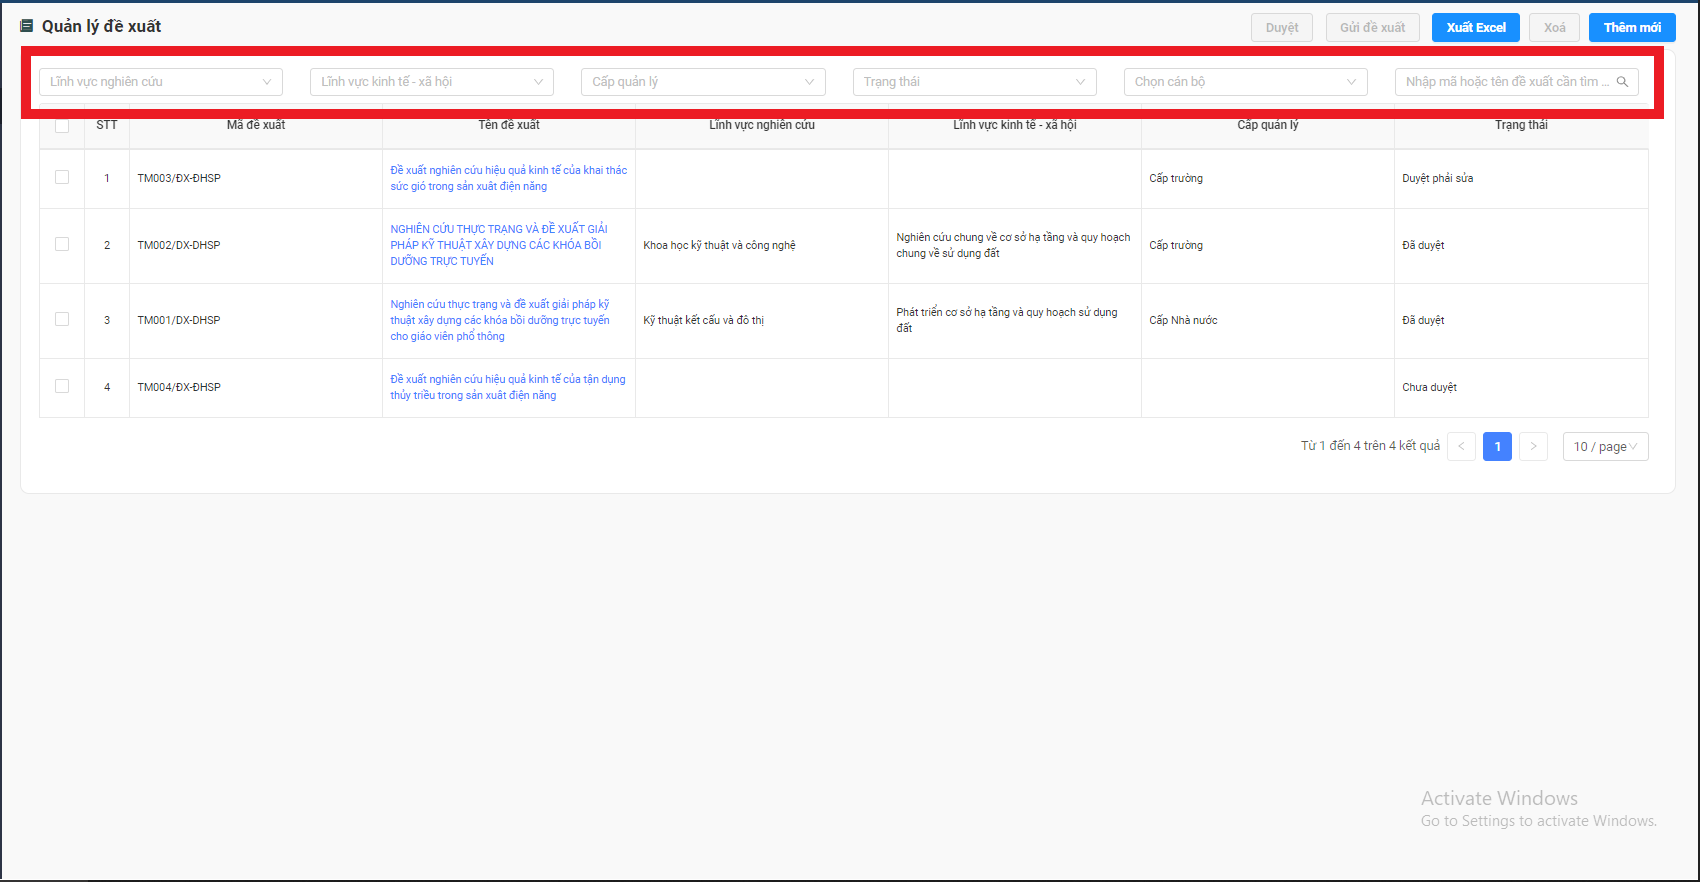 Quản lý đề xuất
Duyệt
Gửi đề xuất
Xuất Excel
Xoá
Thêm mới
Lĩnh vực nghiên cứu
Lĩnh vực kinh tế - xã hội
Cấp quản lý
Trạng thái
Chọn cán bộ
Nhập mã hoặc tên đề xuất cần tìm ...
STT
Mã đề xuất
Tên đề xuất
Lĩnh vực nghiên cứu
Lĩnh vực kinh tế - xã hội
Cấp quản lý
Trạng thái
1
TM003/ĐX-ĐHSP
Đề xuất nghiên cứu hiệu quả kinh tế của khai thác
sức gió trong sản xuất điện năng
Cấp trường
Duyệt phải sửa
2
TM002/DX-DHSP
NGHIÊN CỨU THỰC TRẠNG VÀ ĐỀ XUẤT GIẢI
PHÁP KỸ THUẬT XÂY DỰNG CÁC KHÓA BỒI
DƯỠNG TRỰC TUYẾN
Khoa học kỹ thuật và công nghệ
Nghiên cứu chung về cơ sở hạ tầng và quy hoạch
chung về sử dụng đất
Cấp trường
Đã duyệt
3
TM001/DX-DHSP
Nghiên cứu thực trạng và đề xuất giải pháp kỹ
thuật xây dựng các khóa bồi dưỡng trực tuyến
cho giáo viên phổ thông
Kỹ thuật kết cấu và đô thị
Phát triển cơ sở hạ tầng và quy hoạch sử dụng
đất
Cấp Nhà nước
Đã duyệt
4
TM004/ĐX-ĐHSP
Đề xuất nghiên cứu hiệu quả kinh tế của tận dụng
thủy triều trong sản xuất điện năng
Chưa duyệt
Từ 1 đến 4 trên 4 kết quả
<
1
>
10 / page
Activate Windows
Go to Settings to activate Windows.